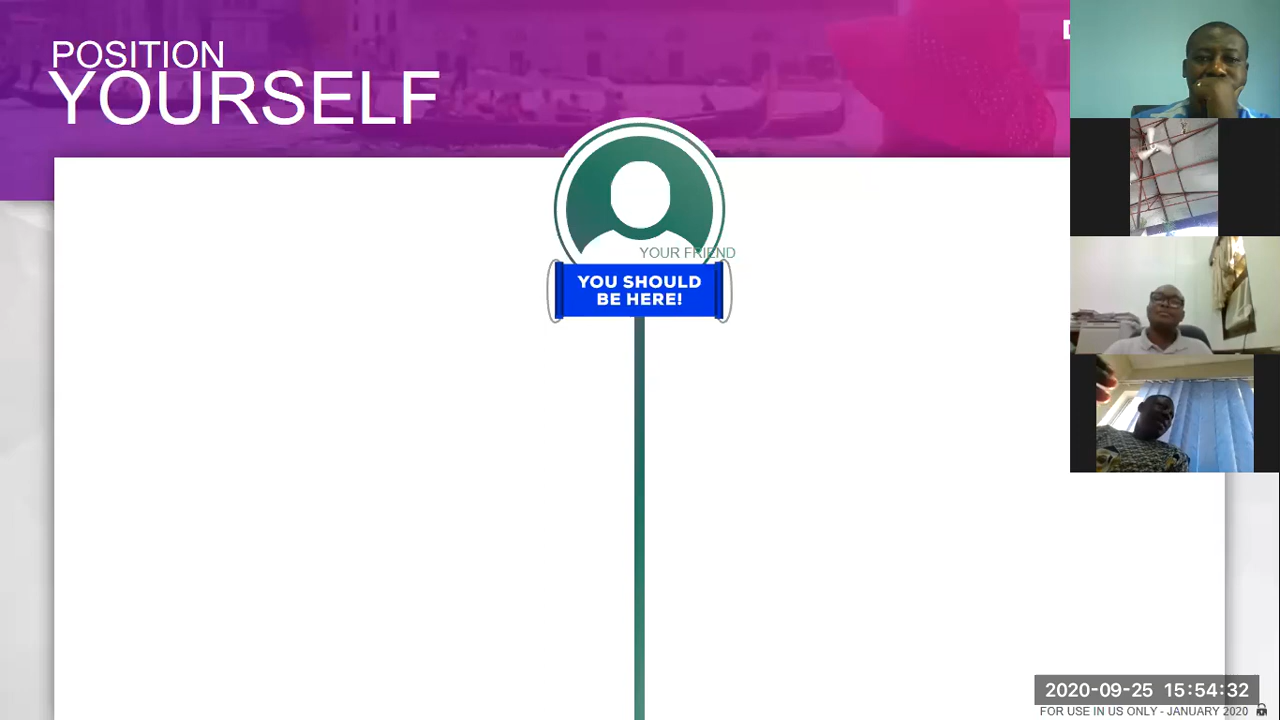 POSITION
YOURSELF
YOUR FRIEND
YOU SHOULD
BE HERE!
2020-09-25 15:54:32
FOR USE IN US ONLY - JANUARY 2020